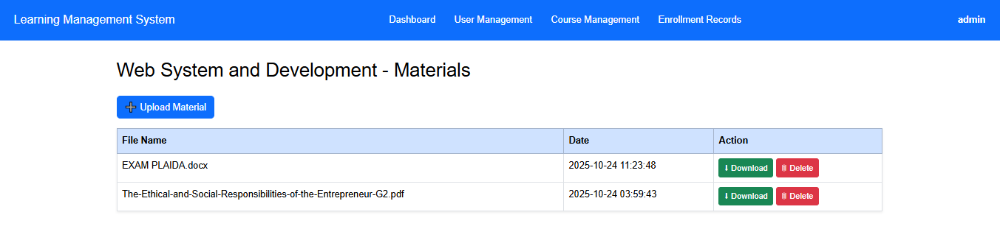 Learning Management System Dashboard User Management Course Management Enrollment Records admin
Web System and Development - Materials
➕ Upload Material
File Name Date Action
EXAM PLAIDA.docx 2025-10-24 11:23:48 ⬇ Download 🗑 Delete
The-Ethical-and-Social-Responsibilities-of-the-Entrepreneur-G2.pdf 2025-10-24 03:59:43 ⬇ Download 🗑 Delete